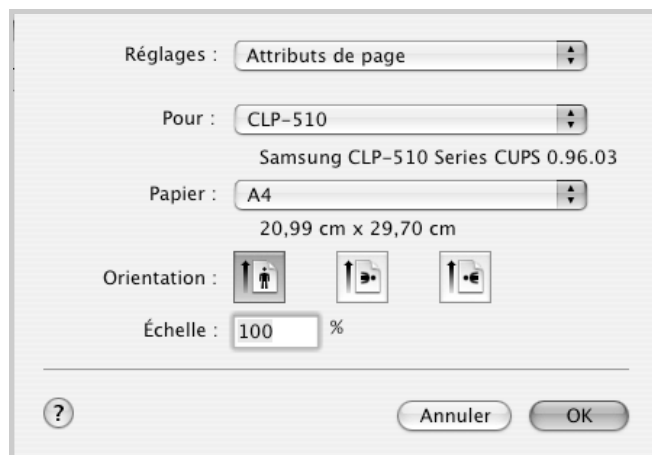 Réglages : Attributs de page
Pour : CLP-510
Samsung CLP-510 Series CUPS 0.96.03
Papier : A4
20,99 cm x 29,70 cm
Orientation :
Échelle : 100 %
? Annuler OK